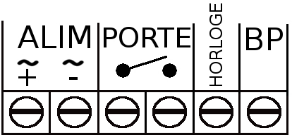 ALIM PORTE HORLOGE BP
≂ ≂
+ -